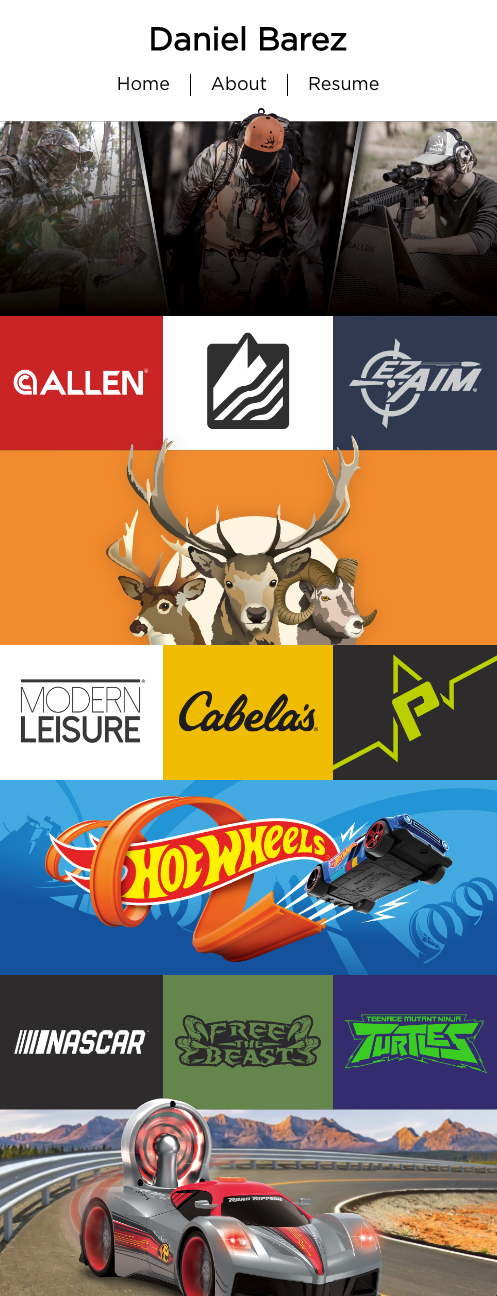 Daniel Barez
Home | About | Resume
ALLEN
ALLEN®
EZ AIM®
MODERN®
LEISURE
Cabela's®
P
HOT WHEELS
NASCAR
FREE
THE
BEAST
TEENAGE MUTANT NINJA
TURTLES
ROAD RIPPERS